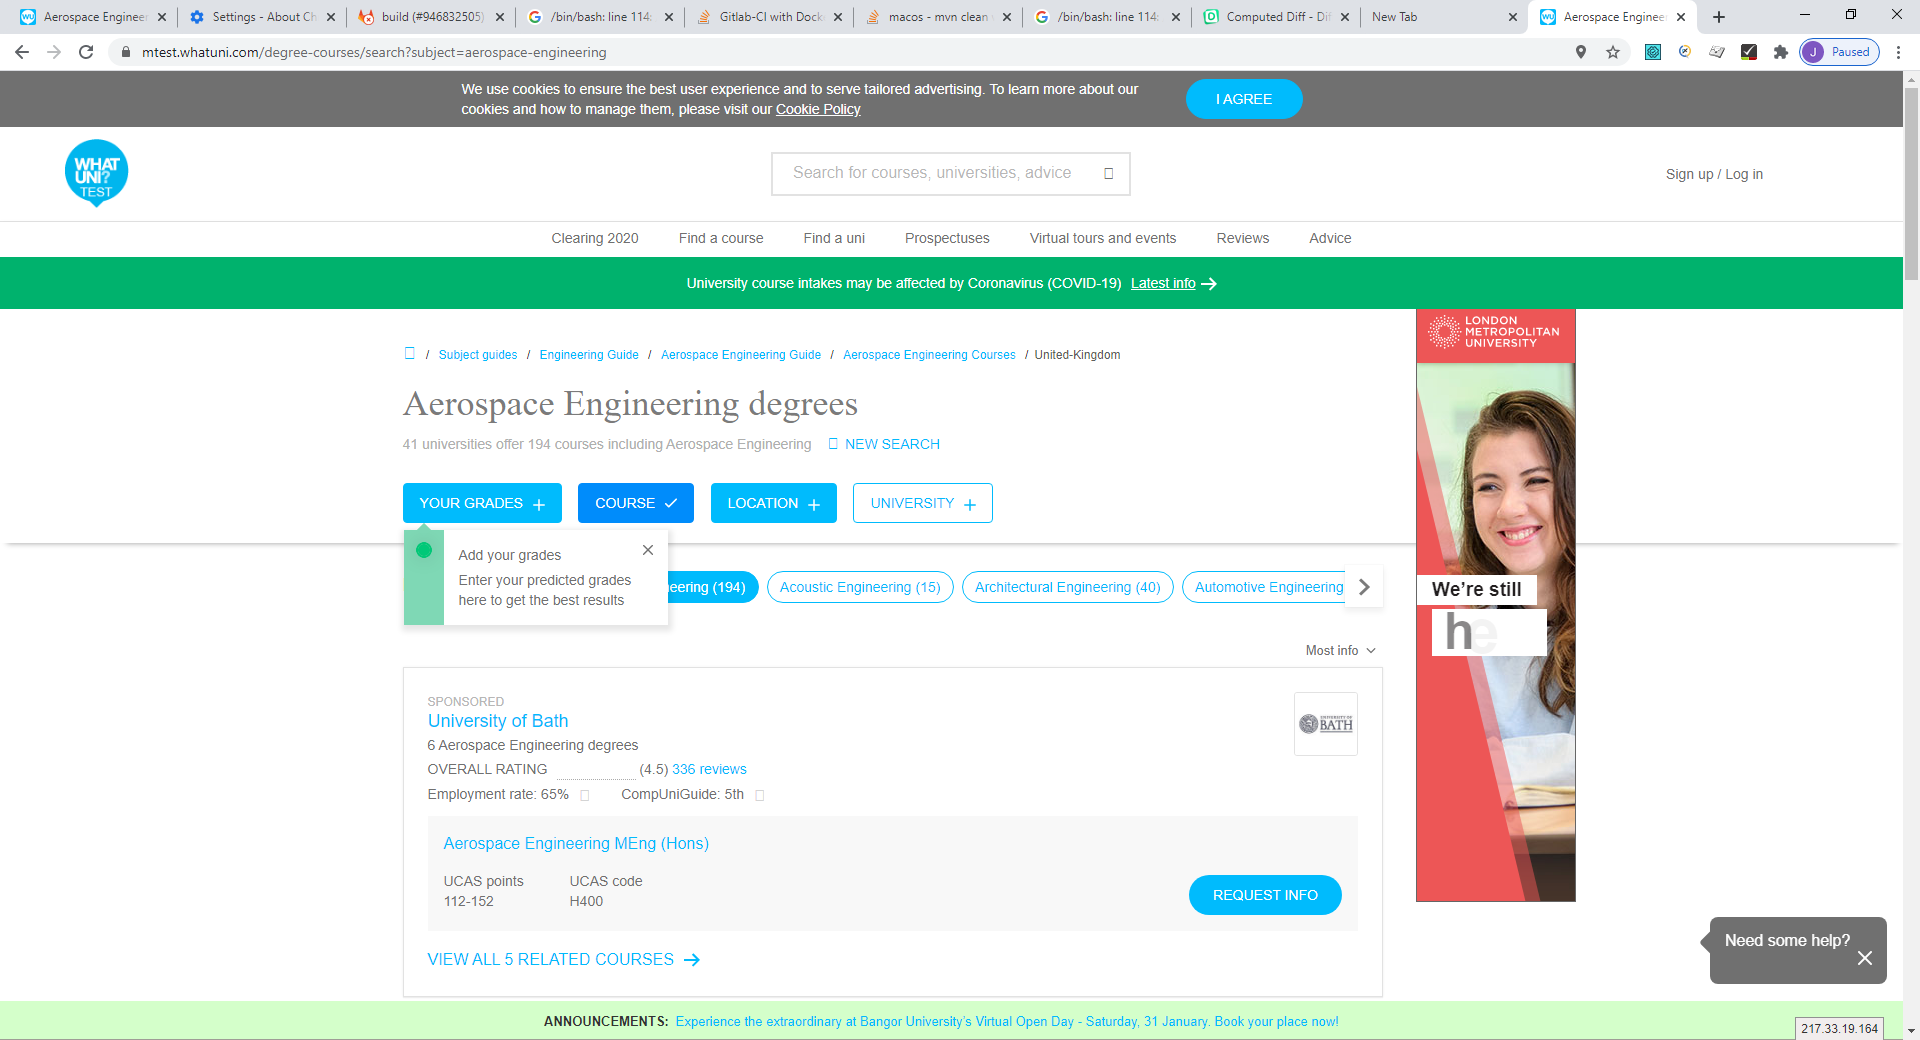 Aerospace Engineer
Settings - About Ch
build (#946832505)
/bin/bash: line 114:
Gitlab-CI with Dock
macos - mvn clean
/bin/bash: line 114:
Computed Diff - Dif
New Tab
Aerospace Engineer
mtest.whatuni.com/degree-courses/search?subject=aerospace-engineering
J Paused
We use cookies to ensure the best user experience and to serve tailored advertising. To learn more about our
cookies and how to manage them, please visit our Cookie Policy
I AGREE
WHAT
UNI?
TEST
Search for courses, universities, advice
Sign up / Log in
Clearing 2020 Find a course Find a uni Prospectuses Virtual tours and events Reviews Advice
University course intakes may be affected by Coronavirus (COVID-19) Latest info
/ Subject guides / Engineering Guide / Aerospace Engineering Guide / Aerospace Engineering Courses / United-Kingdom
Aerospace Engineering degrees
41 universities offer 194 courses including Aerospace Engineering NEW SEARCH
YOUR GRADES COURSE LOCATION UNIVERSITY
Add your grades
Enter your predicted grades
here to get the best results
neering (194) Acoustic Engineering (15) Architectural Engineering (40) Automotive Engineering
Most info
SPONSORED
University of Bath
6 Aerospace Engineering degrees
OVERALL RATING (4.5) 336 reviews
Employment rate: 65% CompUniGuide: 5th
UNIVERSITY OF
BATH
Aerospace Engineering MEng (Hons)
UCAS points UCAS code
112-152 H400
REQUEST INFO
VIEW ALL 5 RELATED COURSES
LONDON
METROPOLITAN
UNIVERSITY
We're still
he
Need some help?
ANNOUNCEMENTS: Experience the extraordinary at Bangor University's Virtual Open Day - Saturday, 31 January. Book your place now!
217.33.19.164